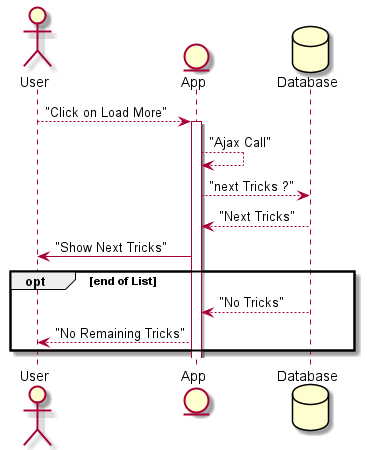 User App Database
"Click on Load More"
"Ajax Call"
"next Tricks ?"
"Next Tricks"
"Show Next Tricks"
opt [end of List]
"No Tricks"
"No Remaining Tricks"
User App Database